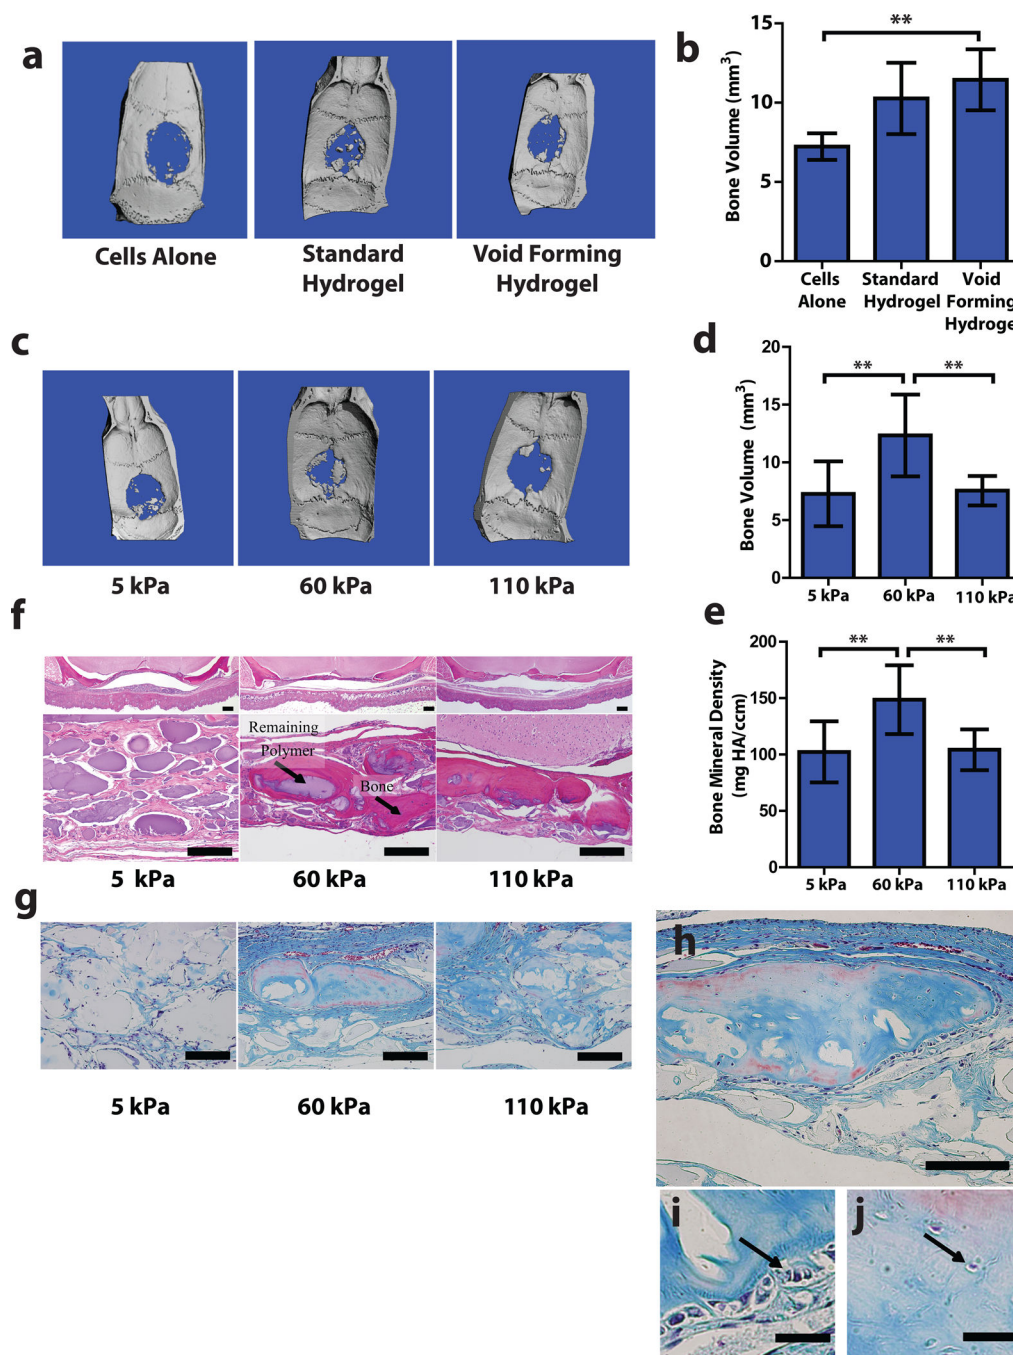 a
Cells Alone
Standard
Hydrogel
Void Forming
Hydrogel
b
Bone Volume (mm³)
15
10
5
0
**
Cells
Alone
Standard
Hydrogel
Void
Forming
Hydrogel
c
5 kPa
60 kPa
110 kPa
d
Bone Volume (mm³)
20
15
10
5
0
**
**
5 kPa
60 kPa
110 kPa
e
Bone Mineral Density
(mg HA/ccm)
200
150
100
50
0
**
**
5 kPa
60 kPa
110 kPa
f
Remaining
Polymer
Bone
5 kPa
60 kPa
110 kPa
g
5 kPa
60 kPa
110 kPa
h
i
j